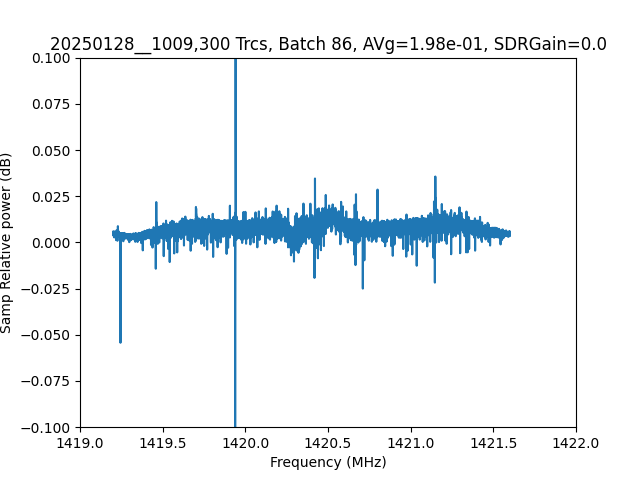 20250128__1009,300 Trcs, Batch 86, AVg=1.98e-01, SDRGain=0.0
0.100
0.075
0.050
0.025
0.000
−0.025
−0.050
−0.075
−0.100
Samp Relative power (dB)
1419.0 1419.5 1420.0 1420.5 1421.0 1421.5 1422.0
Frequency (MHz)